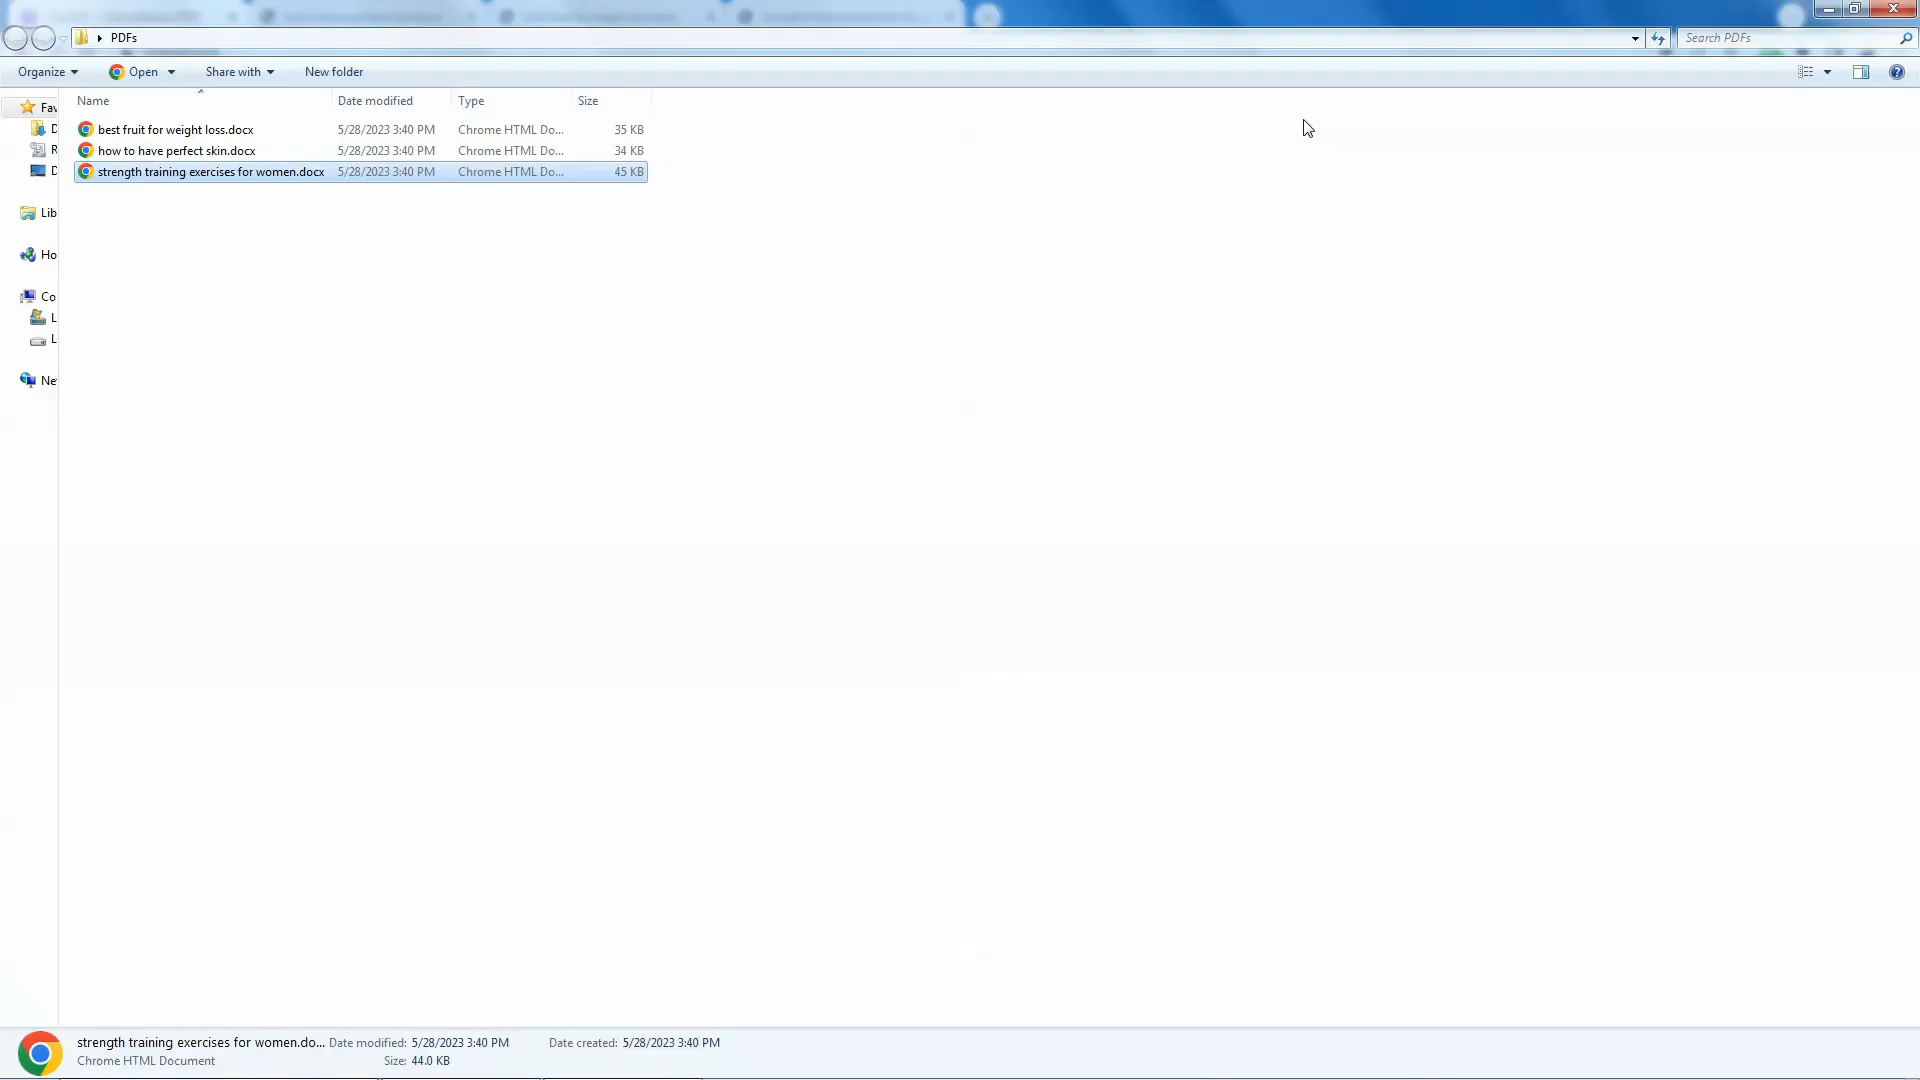 PDFs
Search PDFs
Organize Open Share with New folder
Name Date modified Type Size
best fruit for weight loss.docx 5/28/2023 3:40 PM Chrome HTML Do... 35 KB
how to have perfect skin.docx 5/28/2023 3:40 PM Chrome HTML Do... 34 KB
strength training exercises for women.docx 5/28/2023 3:40 PM Chrome HTML Do... 45 KB
Fav
D
R
D
Lib
Ho
Co
L
L
Ne
strength training exercises for women.do... Date modified: 5/28/2023 3:40 PM Date created: 5/28/2023 3:40 PM
Chrome HTML Document Size: 44.0 KB